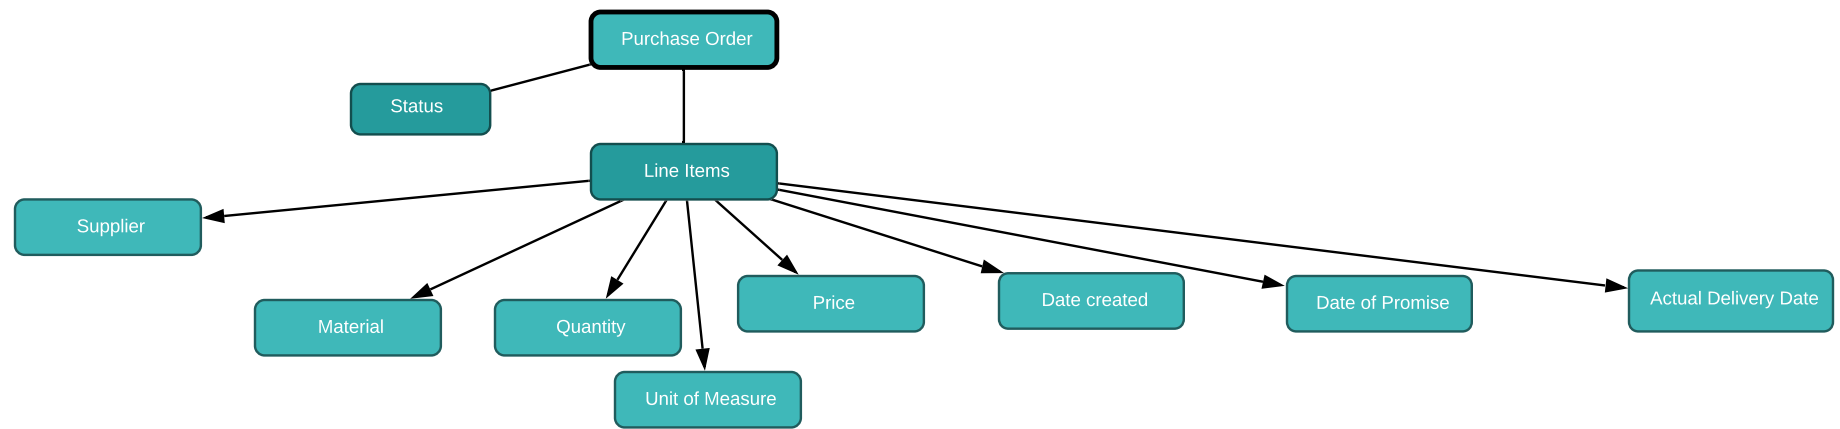 Purchase Order
Status
Line Items
Supplier
Material
Quantity
Unit of Measure
Price
Date created
Date of Promise
Actual Delivery Date